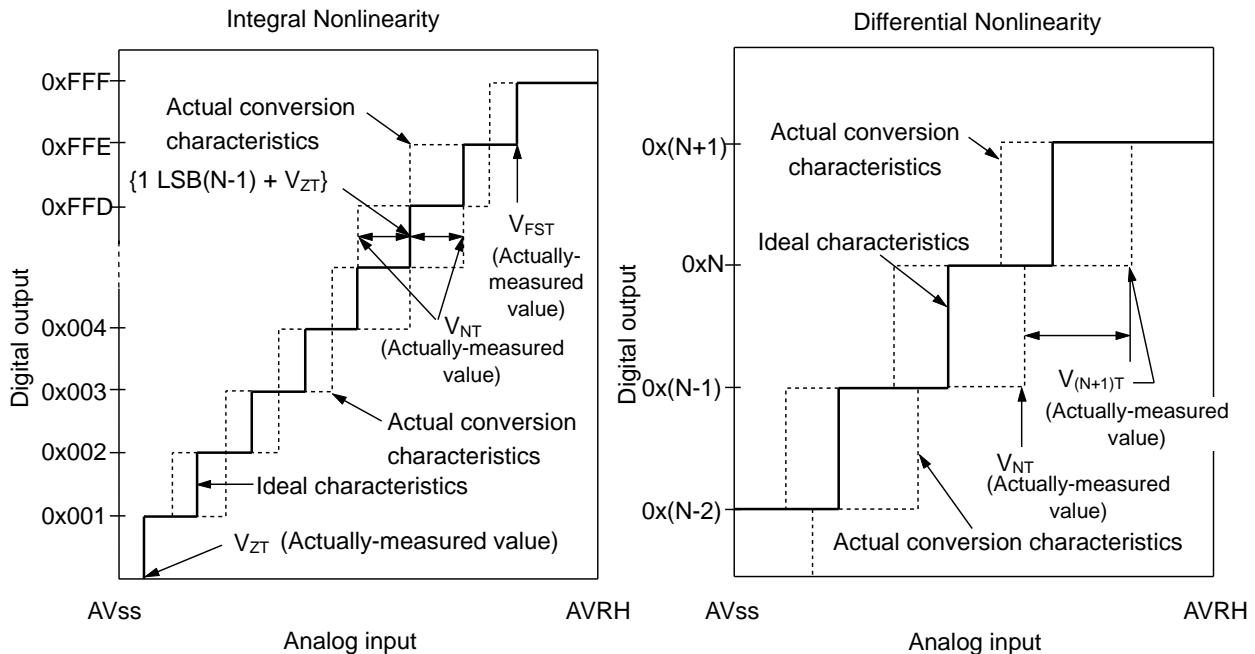 Integral Nonlinearity
0xFFF
0xFFE
0xFFD
0x004
0x003
0x002
0x001
Digital output
Actual conversion
characteristics
{1 LSB(N-1) + VZT}
VFST
(Actually-
measured
value)
VNT
(Actually-measured
value)
Actual conversion
characteristics
Ideal characteristics
VZT (Actually-measured value)
AVss
AVRH
Analog input
Differential Nonlinearity
0x(N+1)
0xN
0x(N-1)
0x(N-2)
Digital output
Actual conversion
characteristics
Ideal characteristics
V(N+1)T
(Actually-measured
value)
VNT
(Actually-measured
value)
Actual conversion characteristics
AVss
AVRH
Analog input